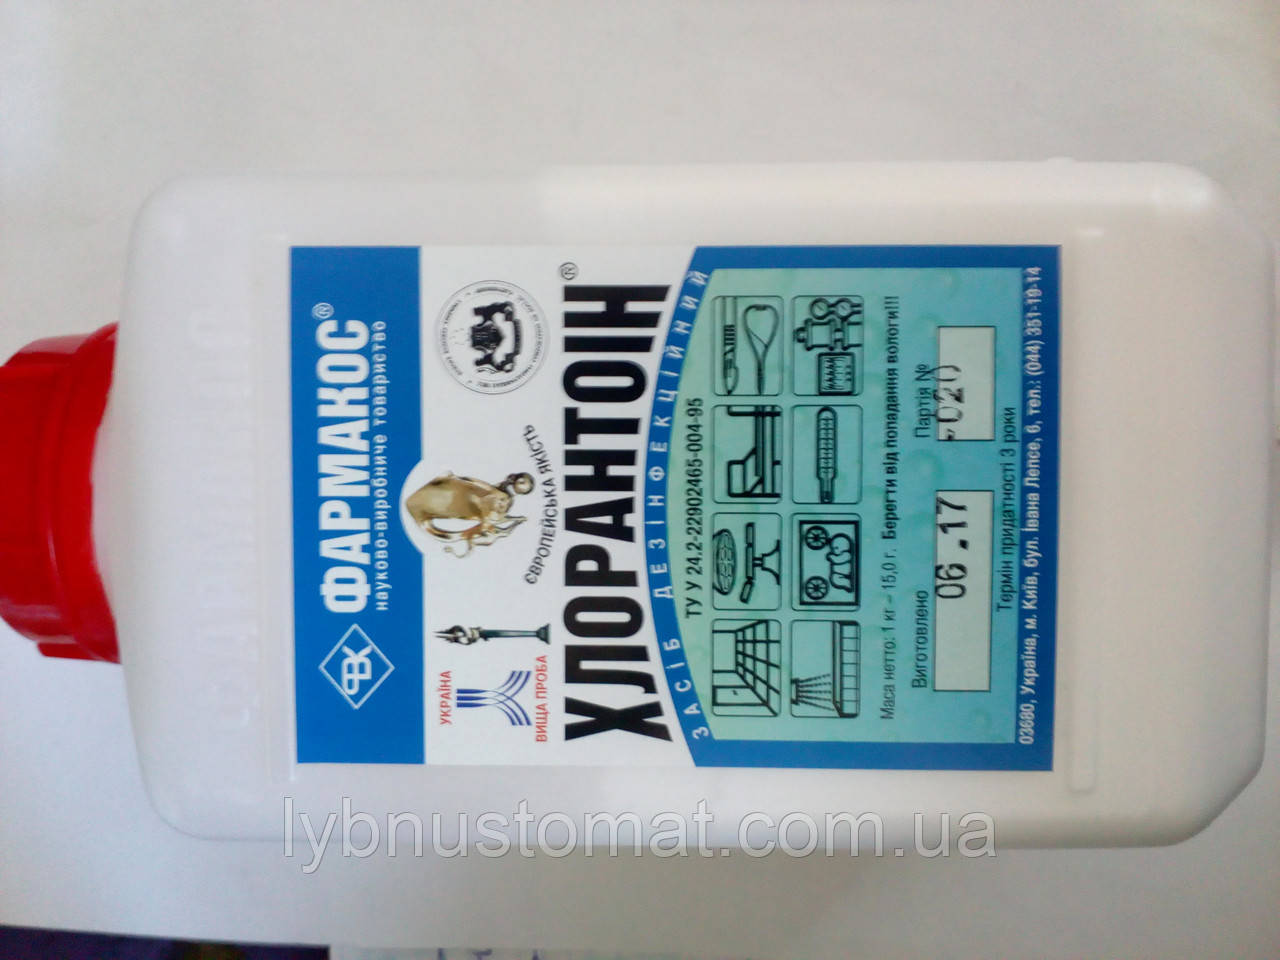 ФАРМАКОС®
науково-виробниче товариство
ФК
УКРАЇНА
ВИЩА ПРОБА
ЄВРОПЕЙСЬКА ЯКІСТЬ
ХЛОРАНТОЇН®
ЗАСІБ ДЕЗІНФЕКЦІЙНИЙ
ТУ У 24.2-22902465-004-95
Маса нетто: 1 кг – 15,0 г. Берегти від попадання вологи!!!
Виготовлено Партія №
06 .17 .020
Термін придатності 3 роки
03680, Україна, м. Київ, бул. Івана Лепсе, 6, тел.: (044) 351-19-14
lybnustomat.com.ua